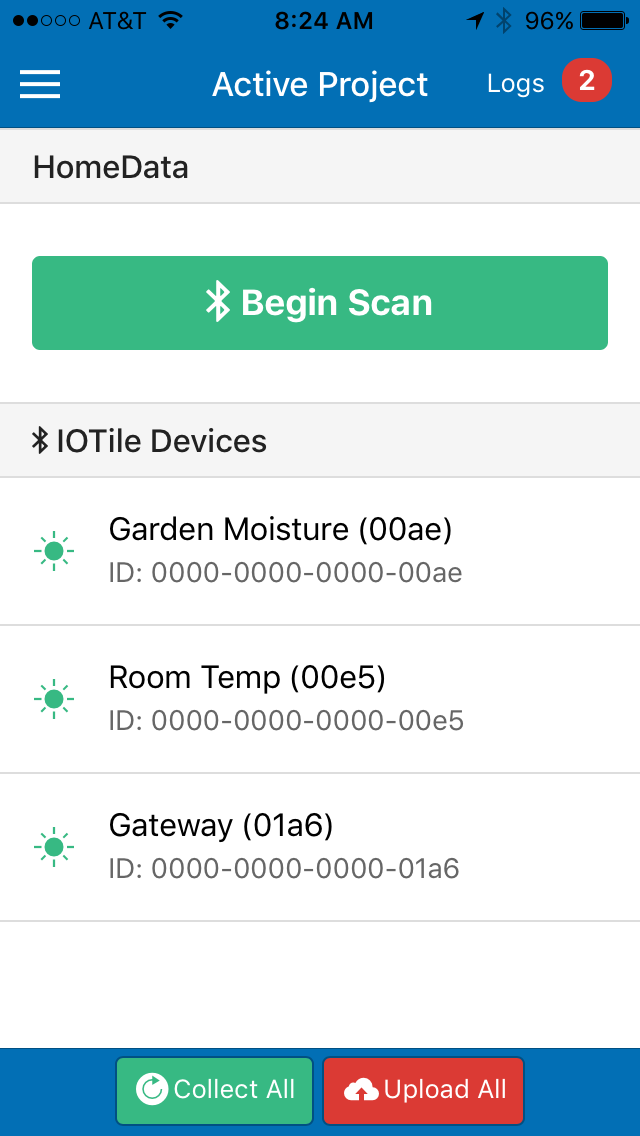 AT&T 8:24 AM 96%
Active Project Logs 2
HomeData
Begin Scan
IOTile Devices
Garden Moisture (00ae)
ID: 0000-0000-0000-00ae
Room Temp (00e5)
ID: 0000-0000-0000-00e5
Gateway (01a6)
ID: 0000-0000-0000-01a6
Collect All Upload All